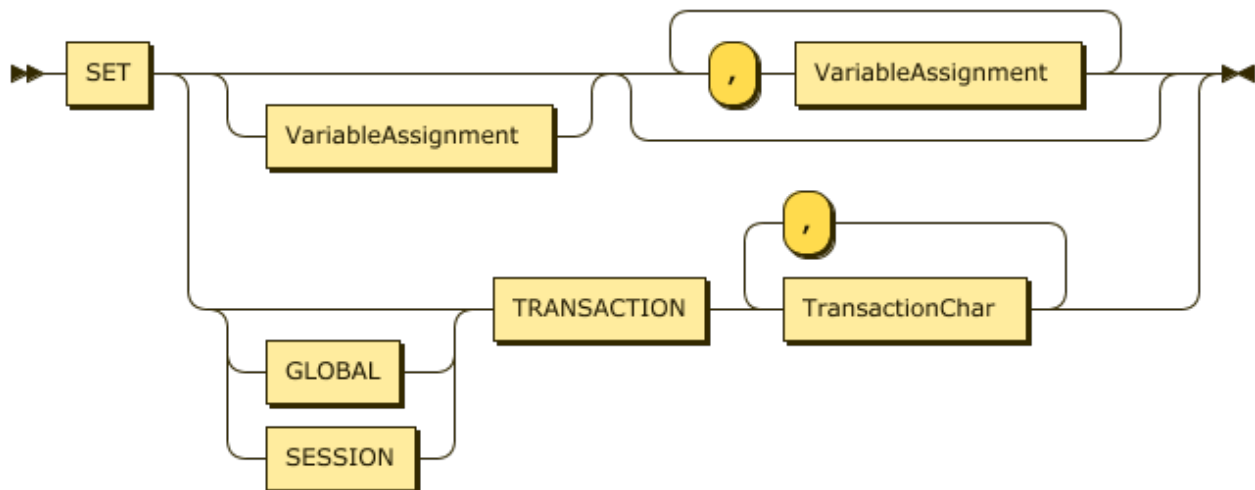 SET
, VariableAssignment
VariableAssignment
,
TRANSACTION TransactionChar
GLOBAL
SESSION